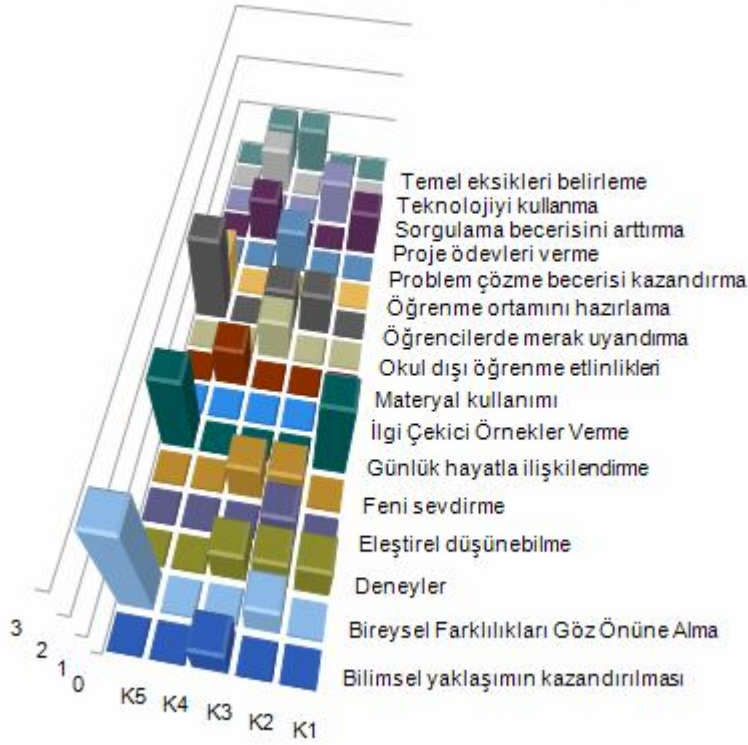 Temel eksikleri belirleme
Teknolojiyi kullanma
Sorgulama becerisini arttırma
Proje ödevleri verme
Problem çözme becerisi kazandırma
Öğrenme ortamını hazırlama
Öğrencilerde merak uyandırma
Okul dışı öğrenme etlinlikleri
Materyal kullanımı
İlgi Çekici Örnekler Verme
Günlük hayatla ilişkilendirme
Feni sevdirme
Eleştirel düşünebilme
Deneyler
Bireysel Farklılıkları Göz Önüne Alma
Bilimsel yaklaşımın kazandırılması
3
2
1
0
K5 K4 K3 K2 K1